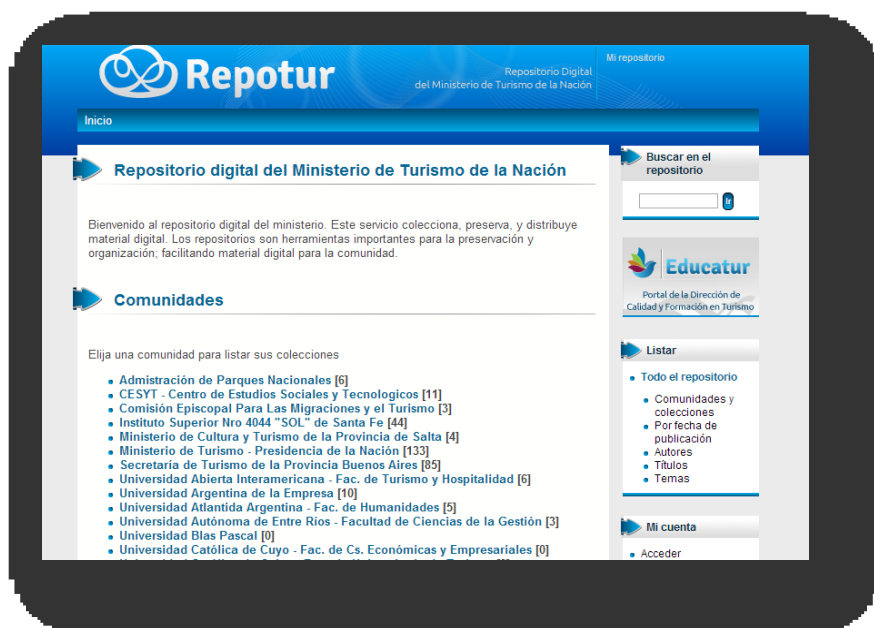 Repotur
Repositorio Digital
del Ministerio de Turismo de la Nación
Mi repositorio
Inicio
Repositorio digital del Ministerio de Turismo de la Nación
Bienvenido al repositorio digital del ministerio. Este servicio colecciona, preserva, y distribuye
material digital. Los repositorios son herramientas importantes para la preservación y
organización; facilitando material digital para la comunidad.
Comunidades
Elija una comunidad para listar sus colecciones
Admistración de Parques Nacionales [6]
CESYT - Centro de Estudios Sociales y Tecnologicos [11]
Comisión Episcopal Para Las Migraciones y el Turismo [3]
Instituto Superior Nro 4044 "SOL" de Santa Fe [44]
Ministerio de Cultura y Turismo de la Provincia de Salta [4]
Ministerio de Turismo - Presidencia de la Nación [133]
Secretaría de Turismo de la Provincia Buenos Aires [85]
Universidad Abierta Interamericana - Fac. de Turismo y Hospitalidad [6]
Universidad Argentina de la Empresa [10]
Universidad Atlantida Argentina - Fac. de Humanidades [5]
Universidad Autónoma de Entre Ríos - Facultad de Ciencias de la Gestión [3]
Universidad Blas Pascal [0]
Universidad Católica de Cuyo - Fac. de Cs. Económicas y Empresariales [0]
Buscar en el
repositorio
Ir
Educatur
Portal de la Dirección de
Calidad y Formación en Turismo
Listar
Todo el repositorio
Comunidades y
colecciones
Por fecha de
publicación
Autores
Títulos
Temas
Mi cuenta
Acceder